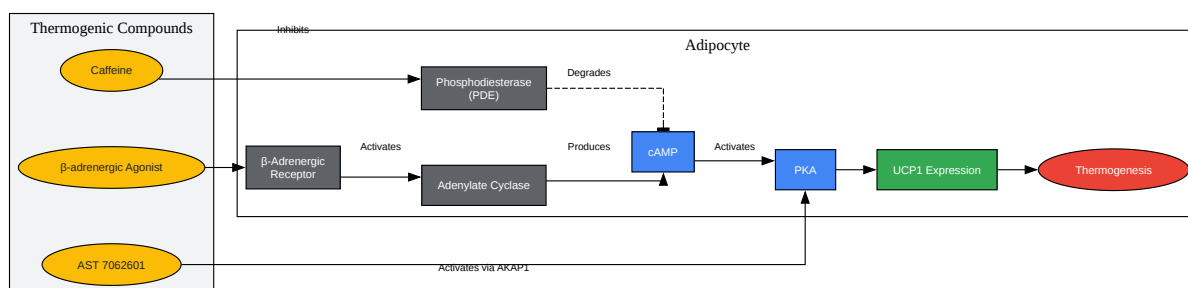 Thermogenic Compounds
Inhibits
Adipocyte
Caffeine
Phosphodiesterase
(PDE)
Degrades
β-adrenergic Agonist
β-Adrenergic
Receptor
Activates
Adenylate Cyclase
Produces
cAMP
Activates
PKA
UCP1 Expression
Thermogenesis
AST 7062601
Activates via AKAP1